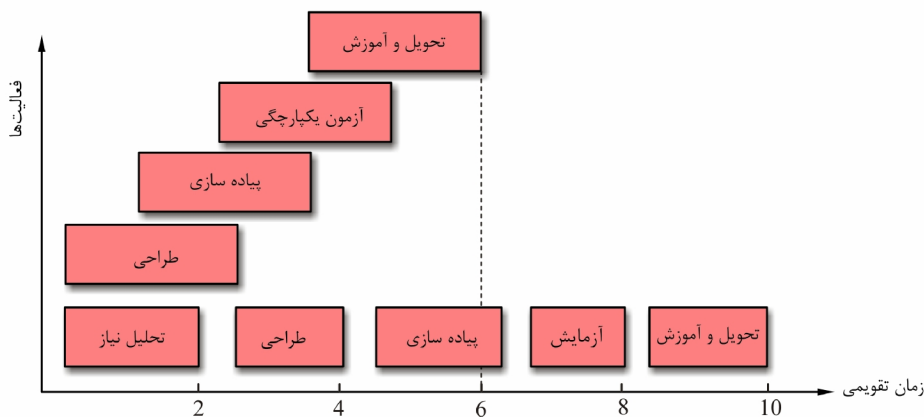 تحویل و آموزش
فعالیت‌ها
آزمون یکپارچگی
پیاده سازی
طراحی
تحلیل نیاز
طراحی
پیاده سازی
آزمایش
تحویل و آموزش
زمان تقویمی
2
4
6
8
10